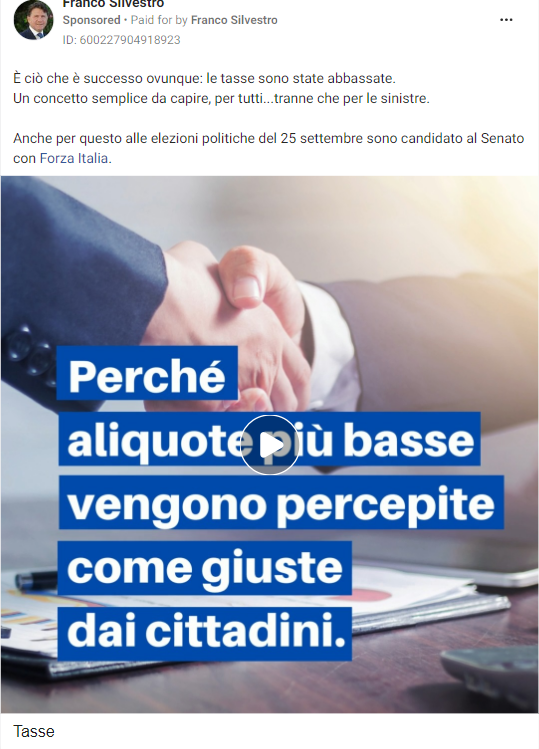 Franco Silvestro
Sponsored • Paid for by Franco Silvestro
ID: 600227904918923
È ciò che è successo ovunque: le tasse sono state abbassate.
Un concetto semplice da capire, per tutti...tranne che per le sinistre.
Anche per questo alle elezioni politiche del 25 settembre sono candidato al Senato
con Forza Italia.
Perché
aliquote più basse
vengono percepite
come giuste
dai cittadini.
Tasse